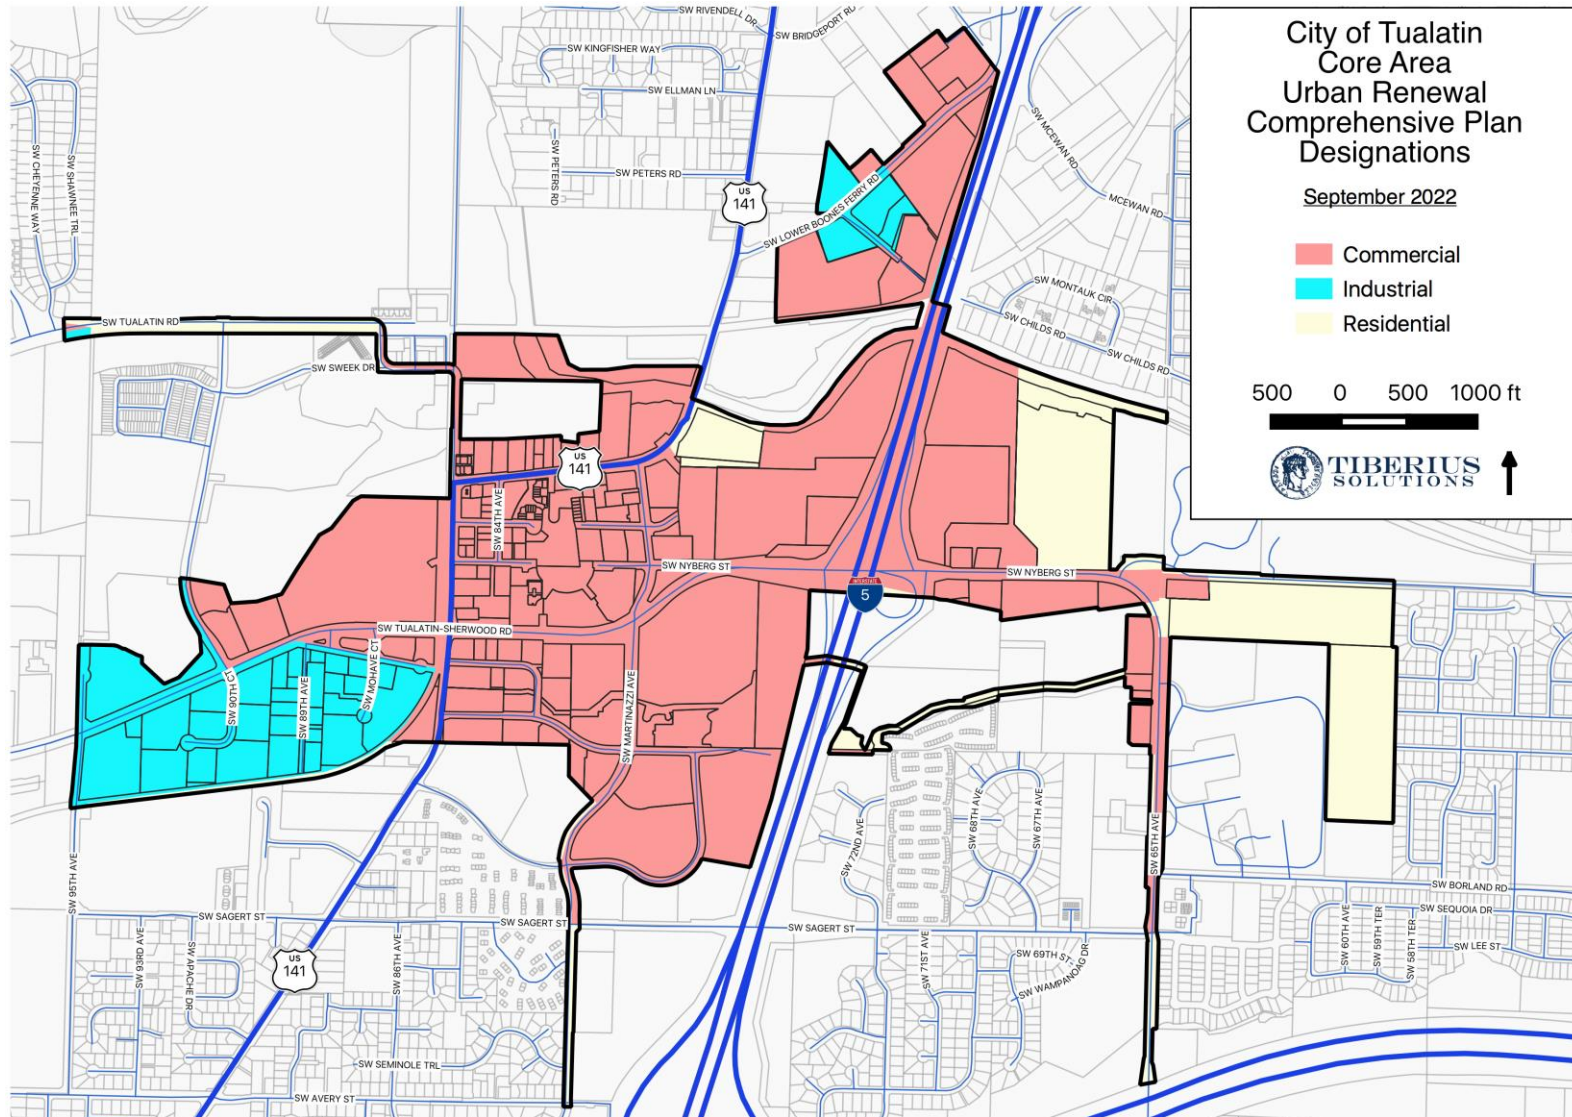 City of Tualatin
Core Area
Urban Renewal
Comprehensive Plan
Designations
September 2022
Commercial
Industrial
Residential
500 0 500 1000 ft
TIBERIUS
SOLUTIONS
SW RIVENDELL DR
SW BRIDGEPORT RD
SW KINGFISHER WAY
SW ELLMAN LN
SW PETERS RD
SW PETERS RD
SW CHEYENNE WAY
SW SHAWNEE TRL
US
141
SW LOWER BOONES FERRY RD
SW MCEWAN RD
MCEWAN RD
SW MONTAUK CIR
SW CHILDS RD
SW CHILDS RD
SW TUALATIN RD
SW SWEEK DR
US
141
SW 84TH AVE
SW NYBERG ST
SW NYBERG ST
INTERSTATE
5
SW TUALATIN-SHERWOOD RD
SW 90TH CT
SW 89TH AVE
SW MOHAVE CT
SW MARTINAZZI AVE
SW 95TH AVE
SW 72ND AVE
SW 68TH AVE
SW 67TH AVE
SW 65TH AVE
SW BORLAND RD
SW SEQUOIA DR
SW LEE ST
SW 60TH AVE
SW 59TH TER
SW 58TH TER
SW SAGERT ST
SW SAGERT ST
SW SAGERT ST
SW 93RD AVE
SW APACHE DR
SW 86TH AVE
US
141
SW 71ST AVE
SW 69TH ST
SW WAMPANOAG DR
SW SEMINOLE TRL
SW AVERY ST